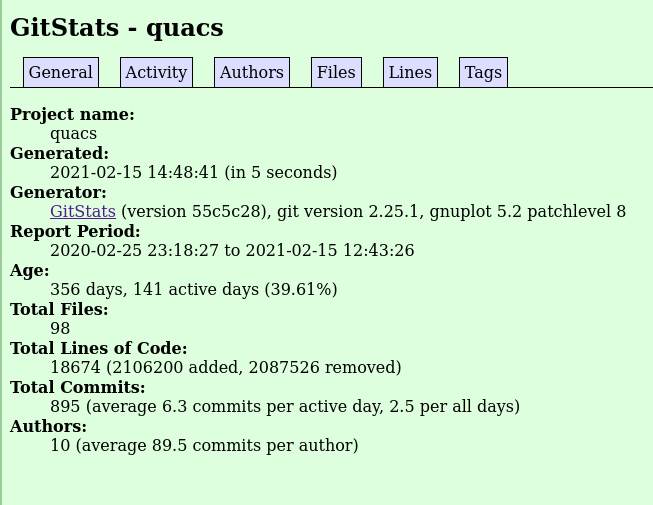 GitStats - quacs
General Activity Authors Files Lines Tags
Project name:
quacs
Generated:
2021-02-15 14:48:41 (in 5 seconds)
Generator:
GitStats (version 55c5c28), git version 2.25.1, gnuplot 5.2 patchlevel 8
Report Period:
2020-02-25 23:18:27 to 2021-02-15 12:43:26
Age:
356 days, 141 active days (39.61%)
Total Files:
98
Total Lines of Code:
18674 (2106200 added, 2087526 removed)
Total Commits:
895 (average 6.3 commits per active day, 2.5 per all days)
Authors:
10 (average 89.5 commits per author)